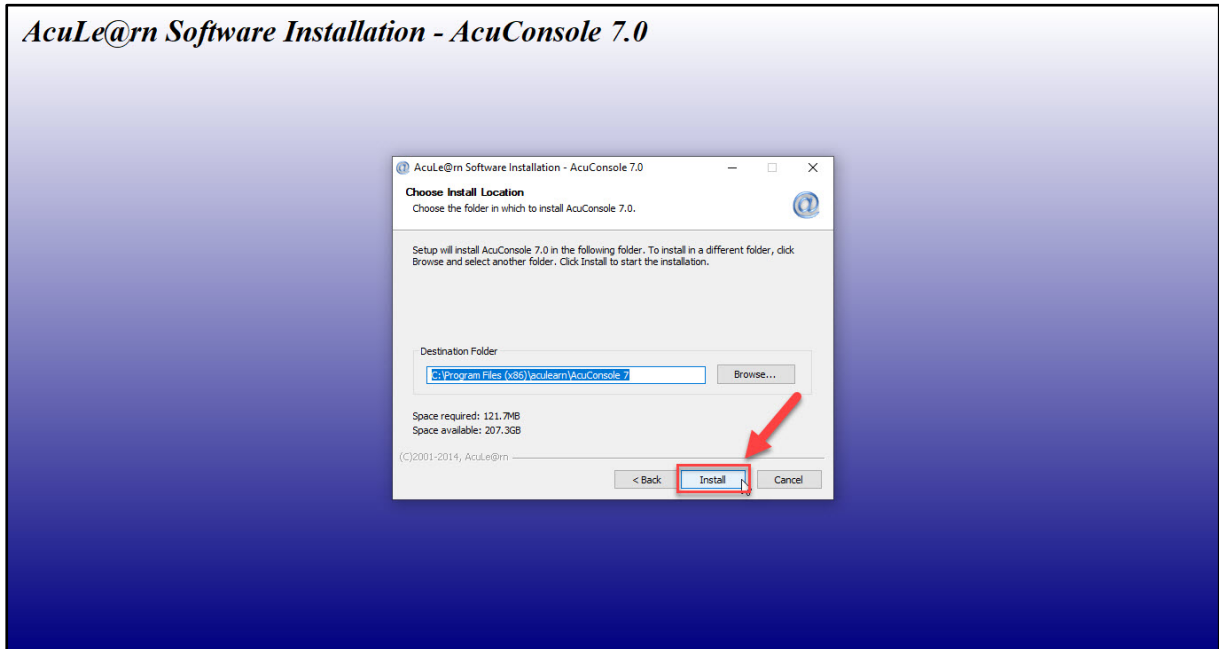 AcuLe@rn Software Installation - AcuConsole 7.0
AcuLe@rn Software Installation - AcuConsole 7.0
Choose Install Location
Choose the folder in which to install AcuConsole 7.0.
Setup will install AcuConsole 7.0 in the following folder. To install in a different folder, click
Browse and select another folder. Click Install to start the installation.
Destination Folder
C:\Program Files (x86)\aculearn\AcuConsole 7
Browse...
Space required: 121.7MB
Space available: 207.3GB
(C)2001-2014, AcuLe@rn
< Back
Install
Cancel